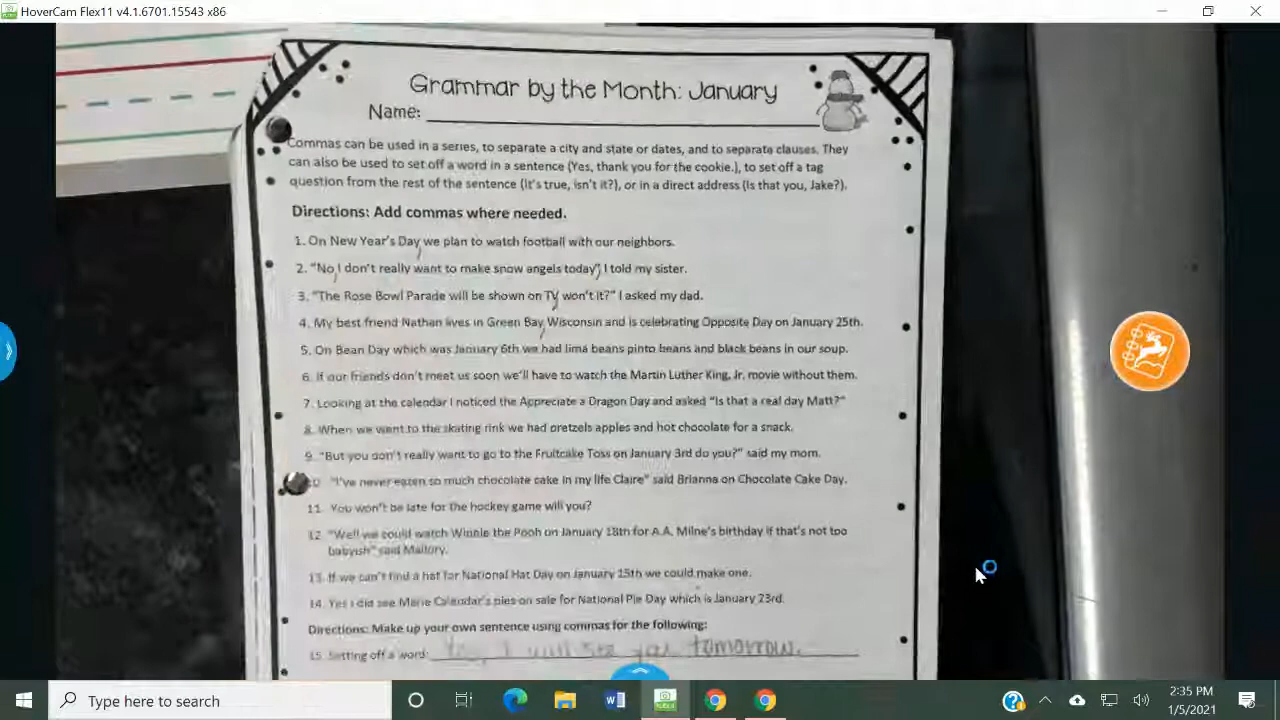 HoverCam Flex11 v4.1.6701.15543 x86
Grammar by the Month: January
Name:
Commas can be used in a series, to separate a city and state or dates, and to separate clauses. They
can also be used to set off a word in a sentence (Yes, thank you for the cookie.), to set off a tag
question from the rest of the sentence (It's true, isn't it?), or in a direct address (Is that you, Jake?).
Directions: Add commas where needed.
1. On New Year's Day, we plan to watch football with our neighbors.
2. "No, I don't really want to make snow angels today," I told my sister.
3. "The Rose Bowl Parade will be shown on TV, won't it?" I asked my dad.
4. My best friend Nathan lives in Green Bay, Wisconsin and is celebrating Opposite Day on January 25th.
5. On Bean Day which was January 6th we had lima beans pinto beans and black beans in our soup.
6. If our friends don't meet us soon we'll have to watch the Martin Luther King, Jr. movie without them.
7. Looking at the calendar I noticed the Appreciate a Dragon Day and asked "Is that a real day Matt?"
8. When we went to the skating rink we had pretzels apples and hot chocolate for a snack.
9. "But you don't really want to go to the Fruitcake Toss on January 3rd do you?" said my mom.
10. "I've never eaten so much chocolate cake in my life Claire" said Brianna on Chocolate Cake Day.
11. You won't be late for the hockey game will you?
12. "Well we could watch Winnie the Pooh on January 18th for A.A. Milne's birthday if that's not too
babyish" said Mallory.
13. If we can't find a hat for National Hat Day on January 15th we could make one.
14. Yes I did see Marie Calendar's pies on sale for National Pie Day which is January 23rd.
Directions: Make up your own sentence using commas for the following:
15. Setting off a word: I will see you tomorrow.
Type here to search
2:35 PM
1/5/2021